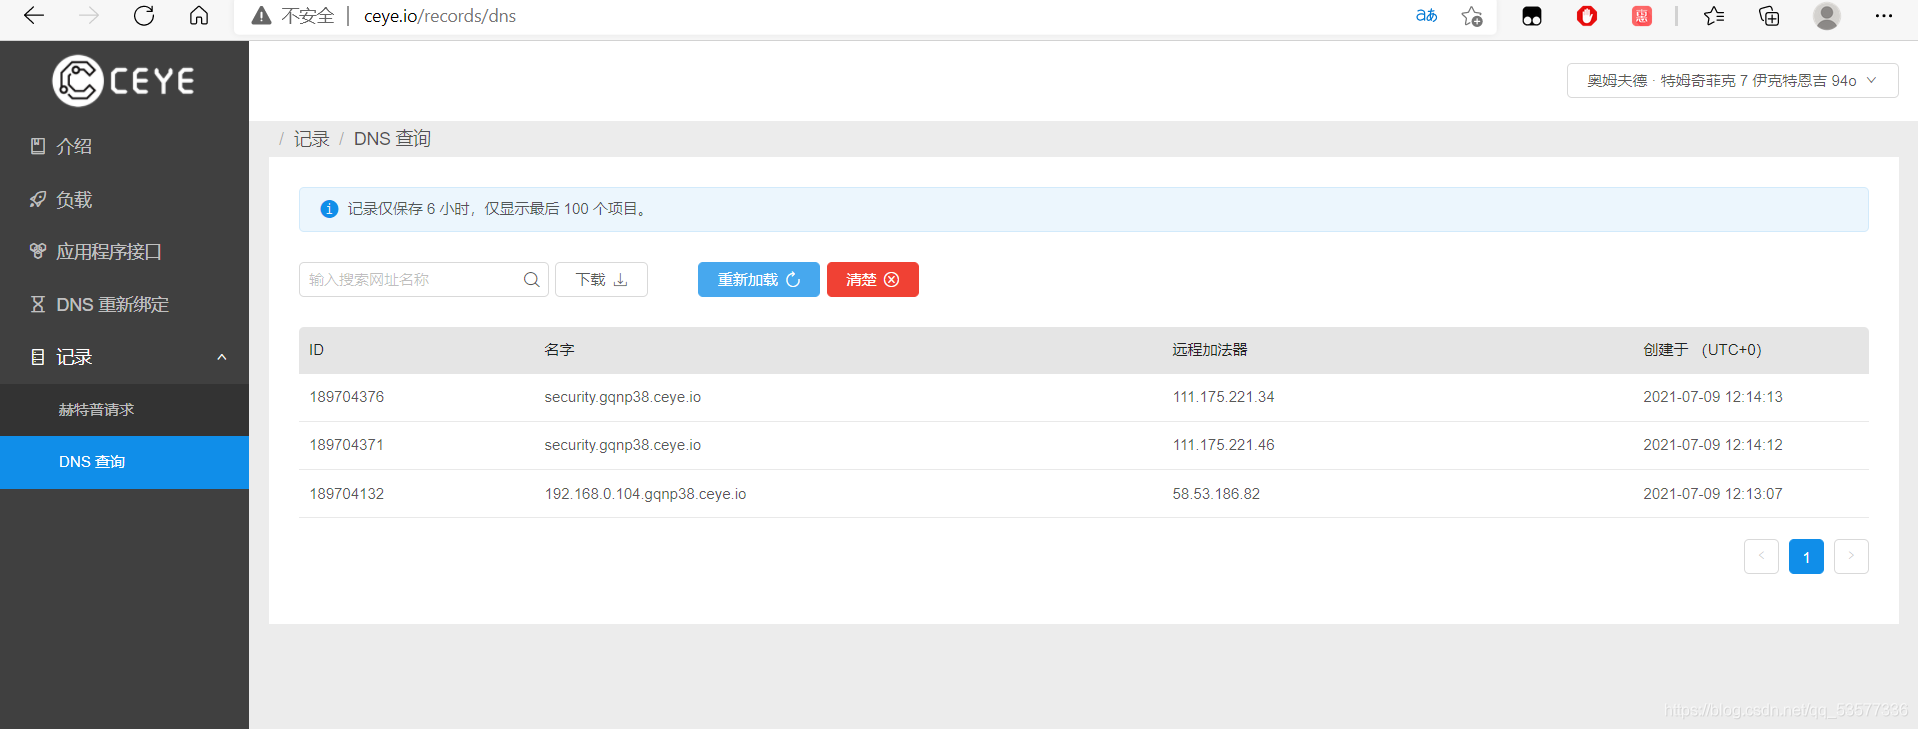 不安全 | ceye.io/records/dns
aあ
惠
CEYE
奥姆夫德 · 特姆奇菲克 7 伊克特恩吉 94o
介绍
负载
应用程序接口
DNS 重新绑定
记录
赫特普请求
DNS 查询
/ 记录 / DNS 查询
记录仅保存 6 小时，仅显示最后 100 个项目。
输入搜索网址名称
下载
重新加载
清楚
ID 名字 远程加法器 创建于 （UTC+0）
189704376 security.gqnp38.ceye.io 111.175.221.34 2021-07-09 12:14:13
189704371 security.gqnp38.ceye.io 111.175.221.46 2021-07-09 12:14:12
189704132 192.168.0.104.gqnp38.ceye.io 58.53.186.82 2021-07-09 12:13:07
< 1 >
https://blog.csdn.net/qq_53577336